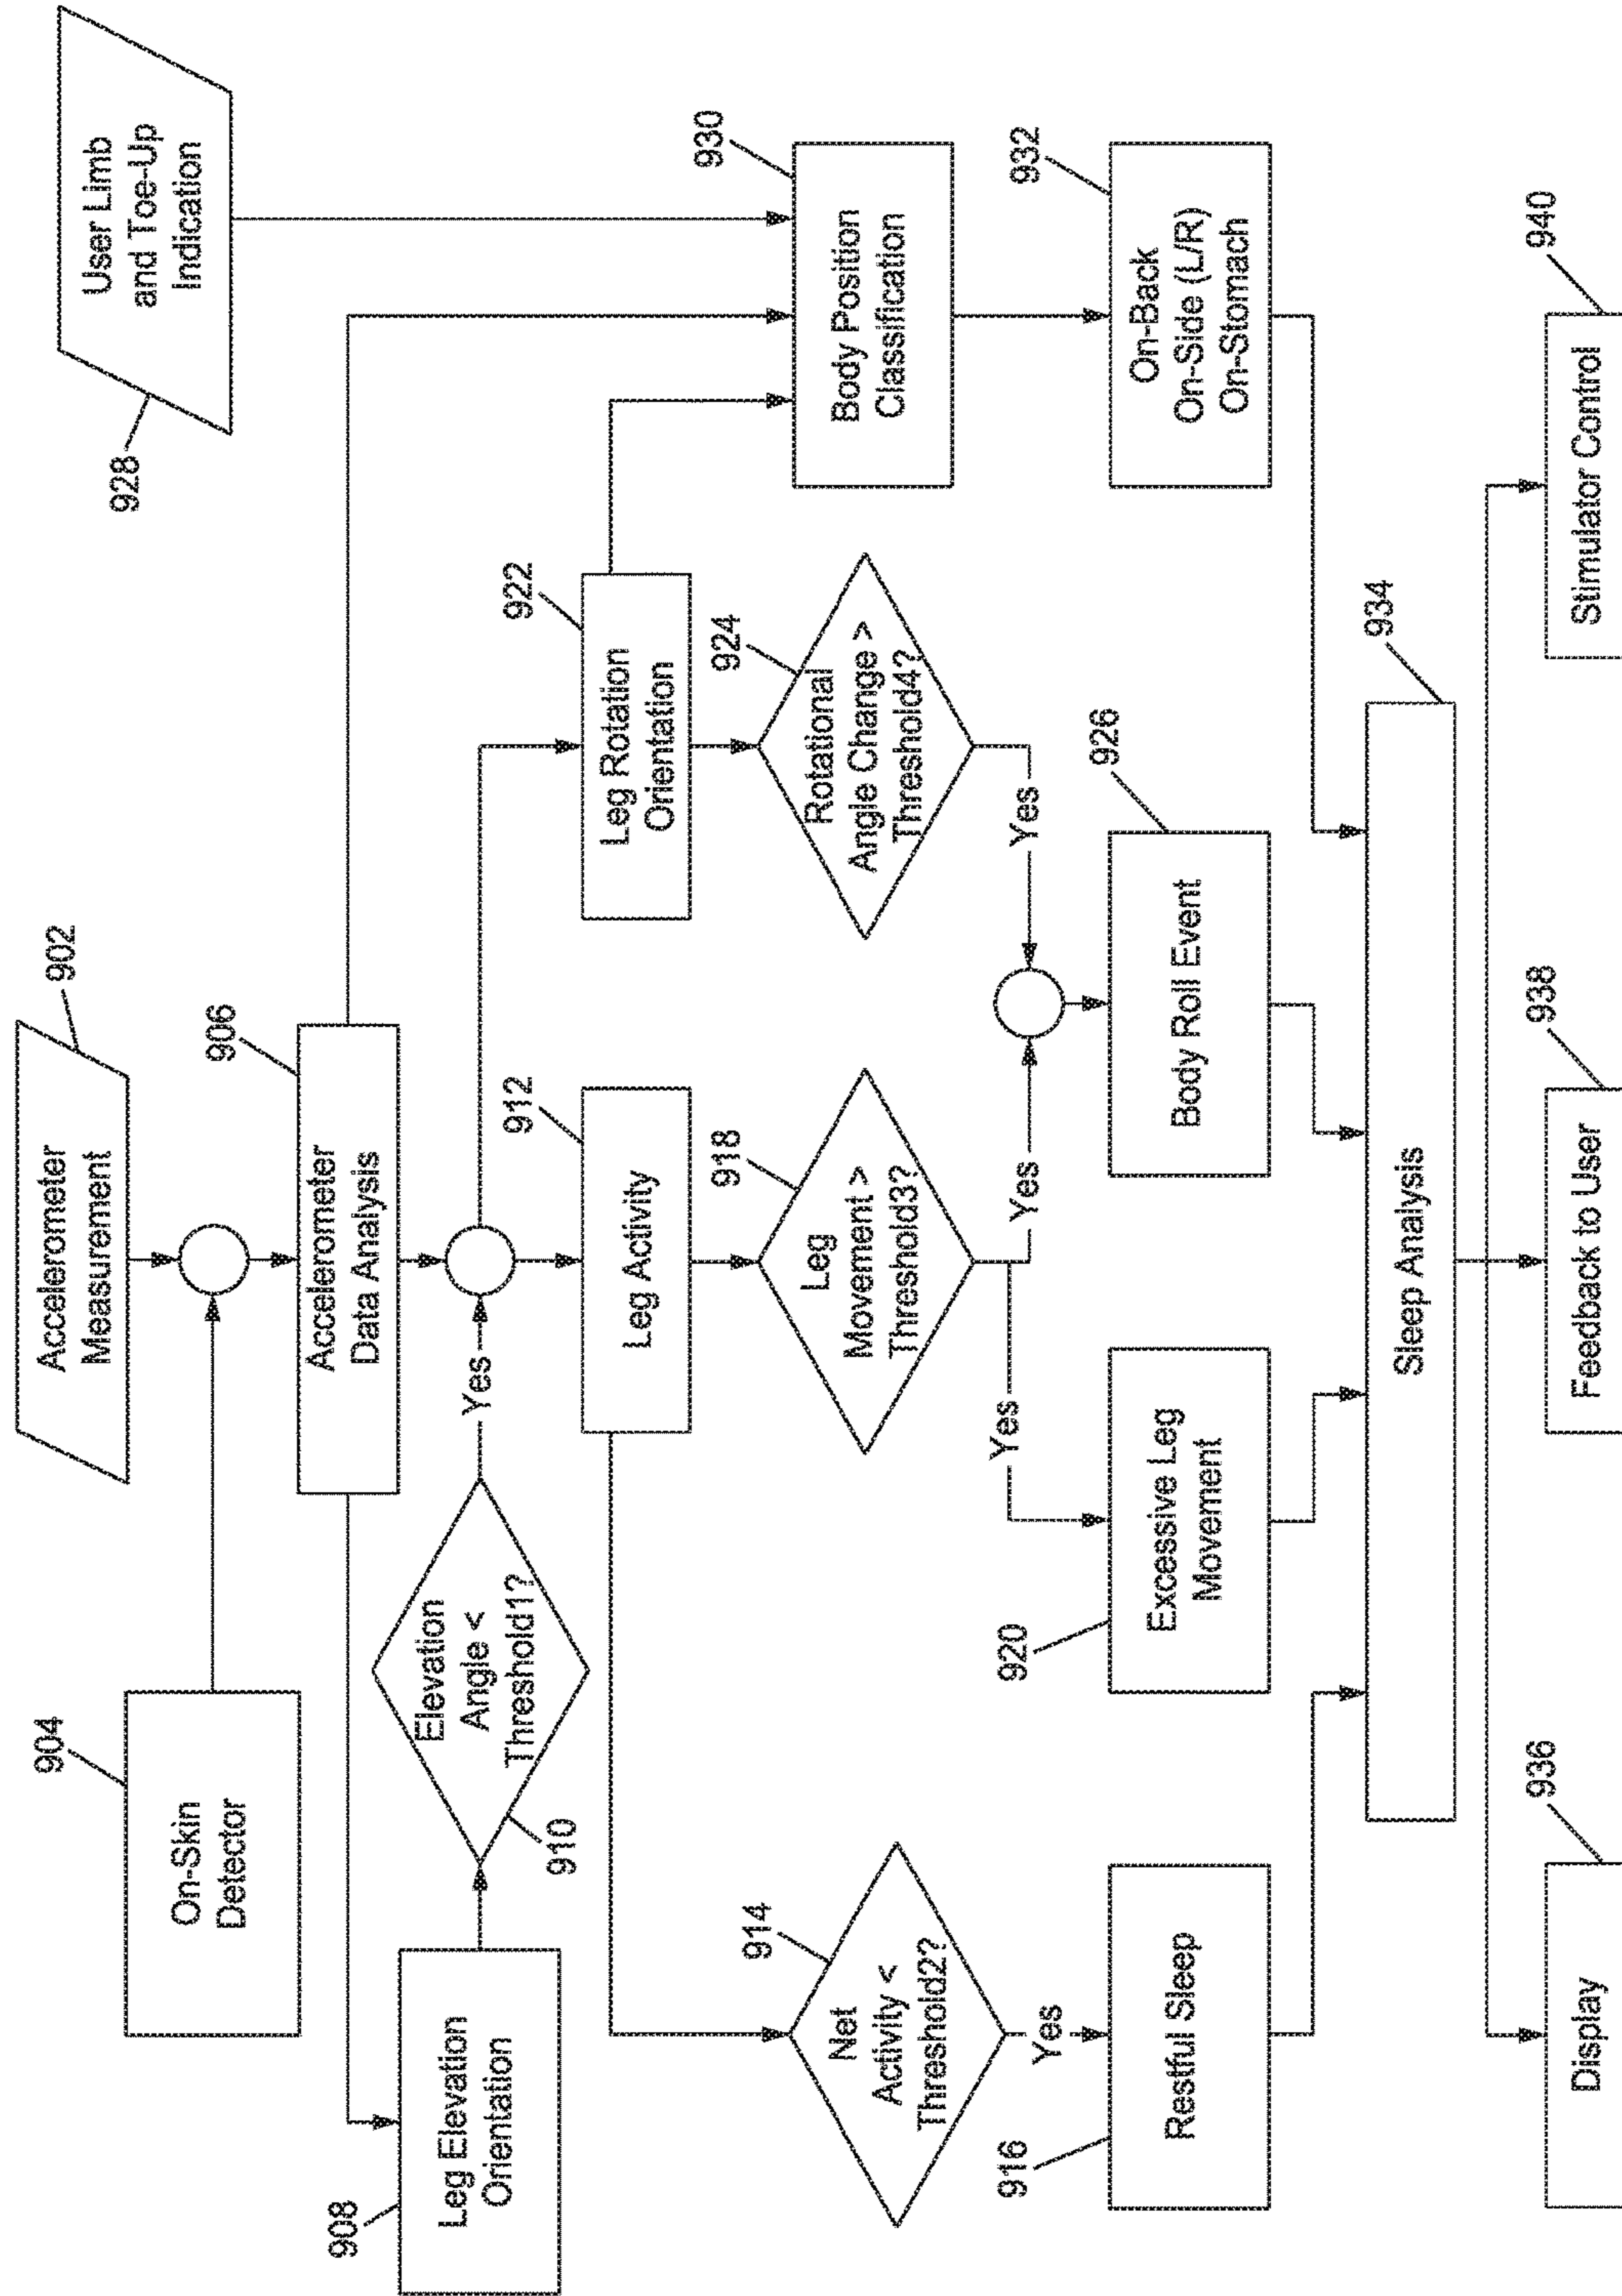 Accelerometer
Measurement
902
User Limb
and Toe-Up
Indication
928
904
On-Skin
Detector
906
Accelerometer
Data Analysis
908
Leg Elevation
Orientation
Elevation
Angle <
Threshold1?
910
Yes
912
Leg Activity
922
Leg Rotation
Orientation
914
Net
Activity <
Threshold2?
918
Leg
Movement >
Threshold3?
924
Rotational
Angle Change >
Threshold4?
930
Body Position
Classification
Yes
Yes
Yes
Yes
916
Restful Sleep
920
Excessive Leg
Movement
926
Body Roll Event
932
On-Back
On-Side (L/R)
On-Stomach
934
Sleep Analysis
936
Display
938
Feedback to User
940
Stimulator Control